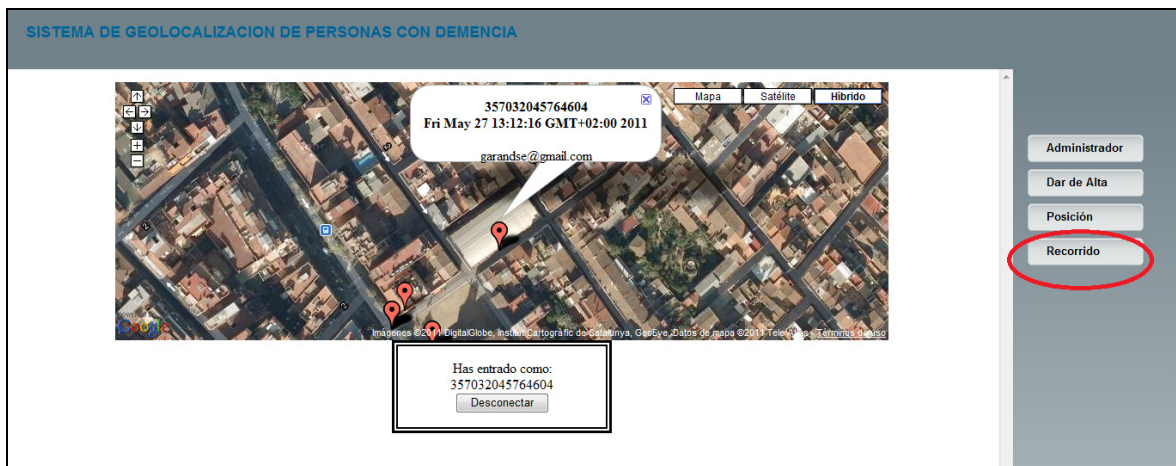 SISTEMA DE GEOLOCALIZACION DE PERSONAS CON DEMENCIA
357032045764604
Fri May 27 13:12:16 GMT+02:00 2011
garandse@gmail.com
Mapa
Satélite
Híbrido
Google
Imágenes ©2011 DigitalGlobe, Institut Cartogràfic de Catalunya, GeoEye, Datos de mapa ©2011 Tele Atlas - Términos de uso
Has entrado como:
357032045764604
Desconectar
Administrador
Dar de Alta
Posición
Recorrido